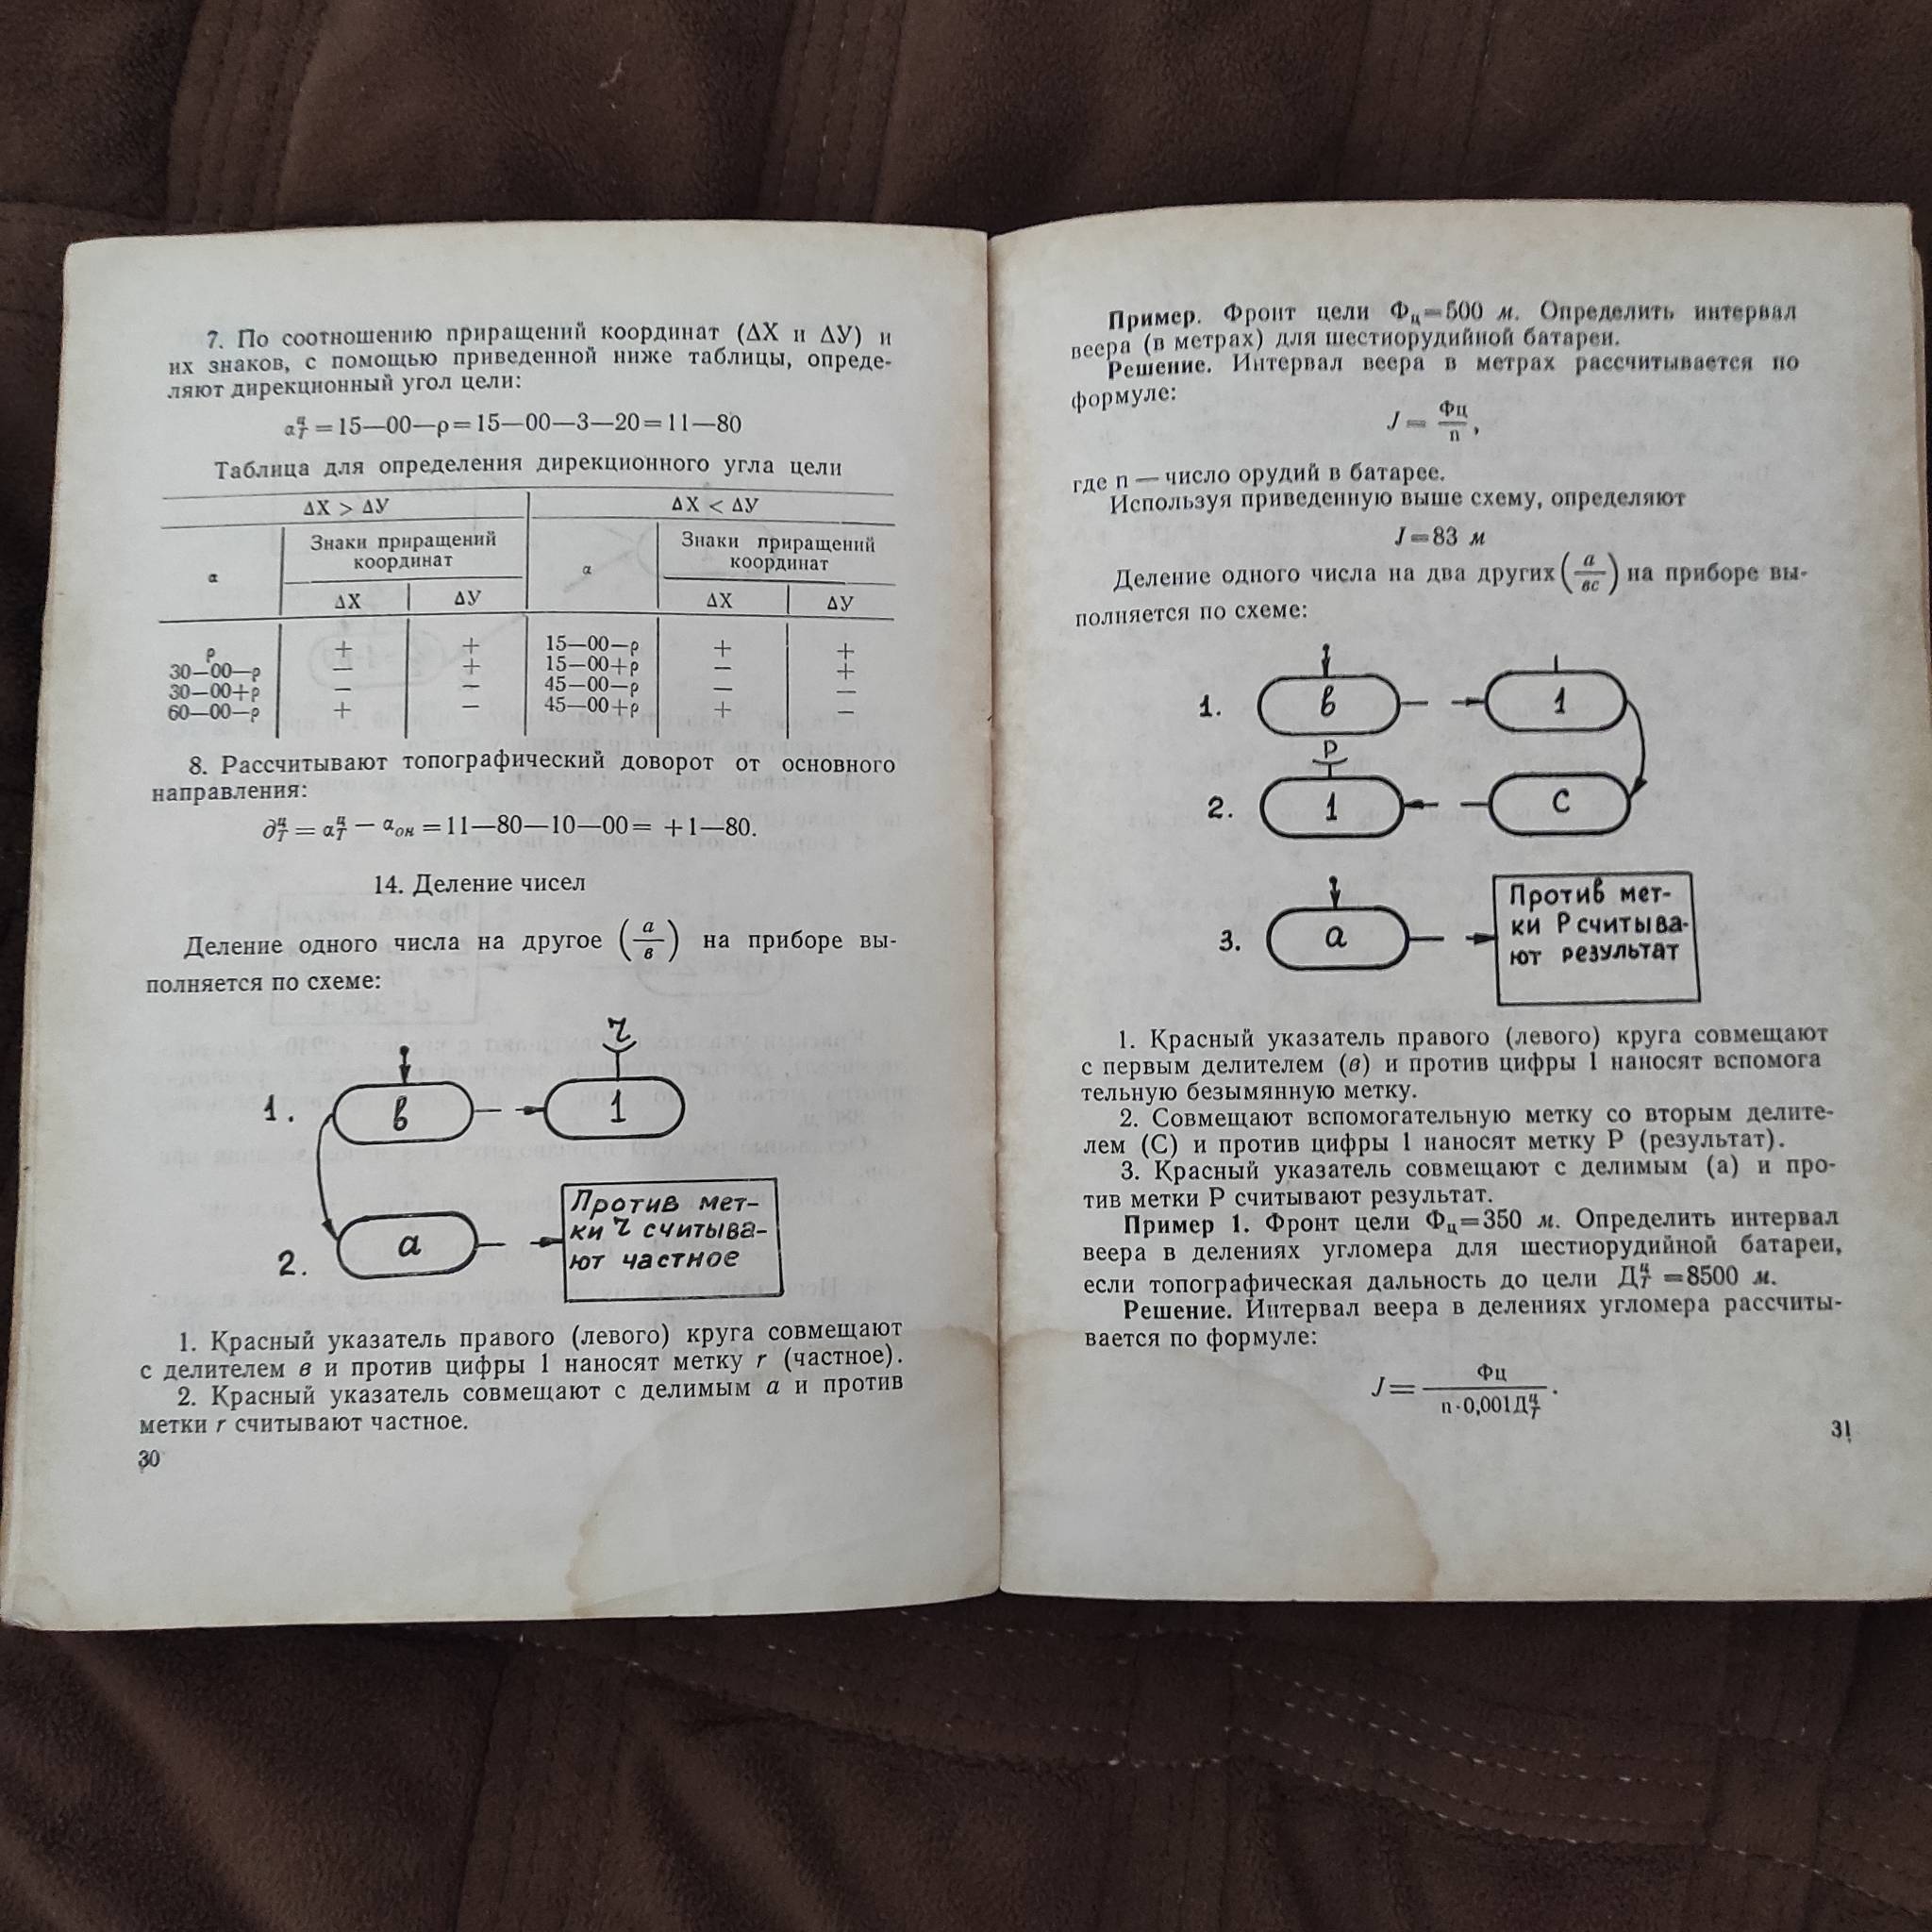 7. По соотношению приращений координат (ΔХ и ΔУ) и
их знаков, с помощью приведенной ниже таблицы, опреде-
ляют дирекционный угол цели:
αцТ = 15—00—ρ = 15—00—3—20 = 11—80
Таблица для определения дирекционного угла цели
ΔХ > ΔУ ΔХ < ΔУ
α Знаки приращений координат α Знаки приращений координат
ΔХ ΔУ ΔХ ΔУ
ρ + + 15—00—ρ + +
30—00—ρ — + 15—00+ρ — +
30—00+ρ — — 45—00—ρ — —
60—00—ρ + — 45—00+ρ + —
8. Рассчитывают топографический доворот от основного
направления:
∂цТ = αцТ — αон = 11—80—10—00= +1—80.
14. Деление чисел
Деление одного числа на другое (а/в) на приборе вы-
полняется по схеме:
r
1. в 1
2. а
Против мет-
ки r считыва-
ют частное
1. Красный указатель правого (левого) круга совмещают
с делителем в и против цифры 1 наносят метку r (частное).
2. Красный указатель совмещают с делимым а и против
метки r считывают частное.
30
Пример. Фронт цели Фц=500 м. Определить интервал
веера (в метрах) для шестиорудийной батареи.
Решение. Интервал веера в метрах рассчитывается по
формуле:
J = Фц/n,
где n — число орудий в батарее.
Используя приведенную выше схему, определяют
J=83 м
Деление одного числа на два других (а/вс) на приборе вы-
полняется по схеме:
1. в 1
Р
2. 1 С
3. а
Против мет-
ки Р считыва-
ют результат
1. Красный указатель правого (левого) круга совмещают
с первым делителем (в) и против цифры 1 наносят вспомога
тельную безымянную метку.
2. Совмещают вспомогательную метку со вторым делите-
лем (С) и против цифры 1 наносят метку Р (результат).
3. Красный указатель совмещают с делимым (а) и про-
тив метки Р считывают результат.
Пример 1. Фронт цели Фц=350 м. Определить интервал
веера в делениях угломера для шестиорудийной батареи,
если топографическая дальность до цели ДцТ =8500 м.
Решение. Интервал веера в делениях угломера рассчиты-
вается по формуле:
J= Фц/n·0,001ДцТ.
31